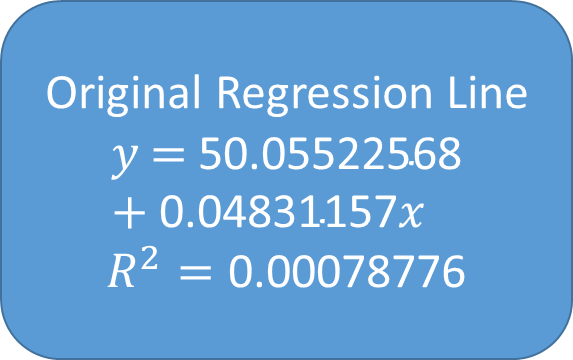 Original Regression Line
y = 50.05522568
+ 0.04831157x
R² = 0.00078776